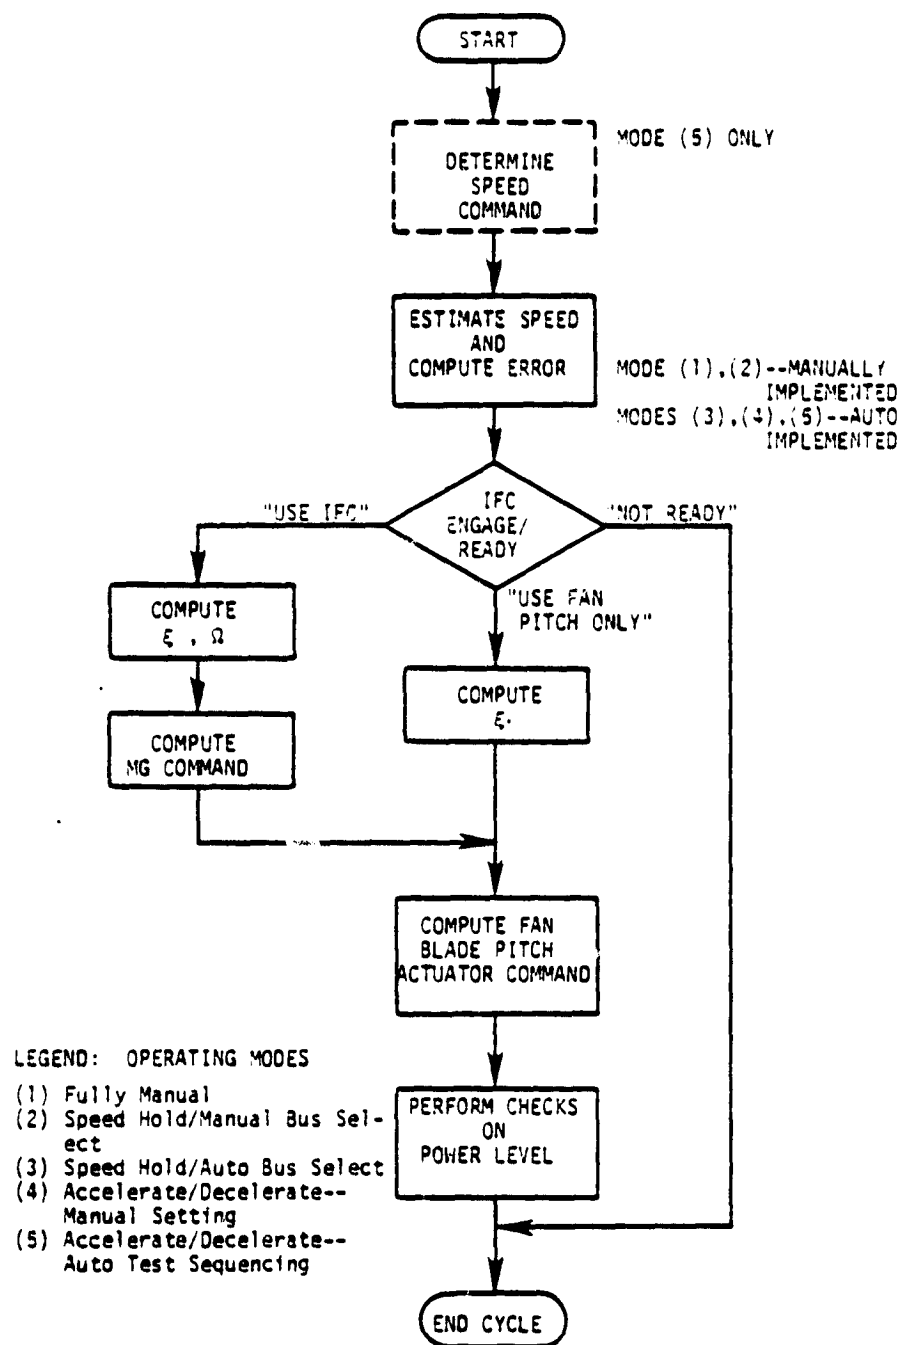 START
MODE (5) ONLY
DETERMINE
SPEED
COMMAND
ESTIMATE SPEED
AND
COMPUTE ERROR
MODE (1),(2)--MANUALLY
IMPLEMENTED
MODES (3),(4),(5)--AUTO
IMPLEMENTED
IFC
ENGAGE/
READY
"USE IFC"
"NOT READY"
"USE FAN
PITCH ONLY"
COMPUTE
ξ , Ω
COMPUTE
ξ
COMPUTE
MG COMMAND
COMPUTE FAN
BLADE PITCH
ACTUATOR COMMAND
PERFORM CHECKS
ON
POWER LEVEL
LEGEND: OPERATING MODES
(1) Fully Manual
(2) Speed Hold/Manual Bus Sel-
ect
(3) Speed Hold/Auto Bus Select
(4) Accelerate/Decelerate--
Manual Setting
(5) Accelerate/Decelerate--
Auto Test Sequencing
END CYCLE